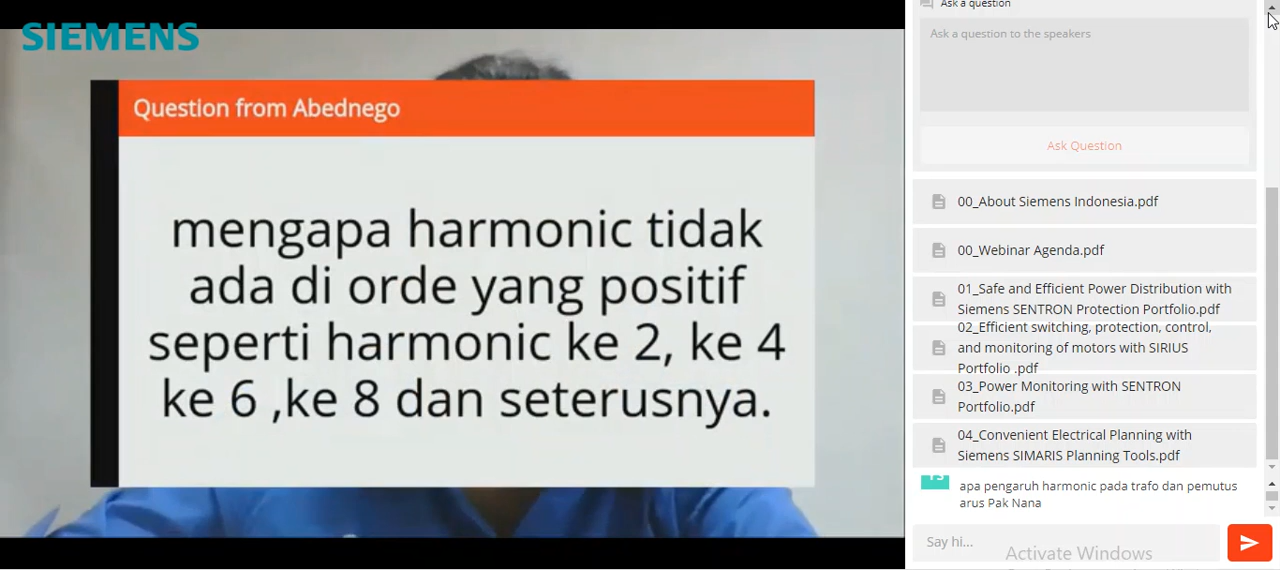 SIEMENS
Question from Abednego
mengapa harmonic tidak
ada di orde yang positif
seperti harmonic ke 2, ke 4
ke 6 ,ke 8 dan seterusnya.
Ask a question
Ask a question to the speakers
Ask Question
00_About Siemens Indonesia.pdf
00_Webinar Agenda.pdf
01_Safe and Efficient Power Distribution with
Siemens SENTRON Protection Portfolio.pdf
02_Efficient switching, protection, control,
and monitoring of motors with SIRIUS
Portfolio .pdf
03_Power Monitoring with SENTRON
Portfolio.pdf
04_Convenient Electrical Planning with
Siemens SIMARIS Planning Tools.pdf
apa pengaruh harmonic pada trafo dan pemutus
arus Pak Nana
Say hi...
Activate Windows